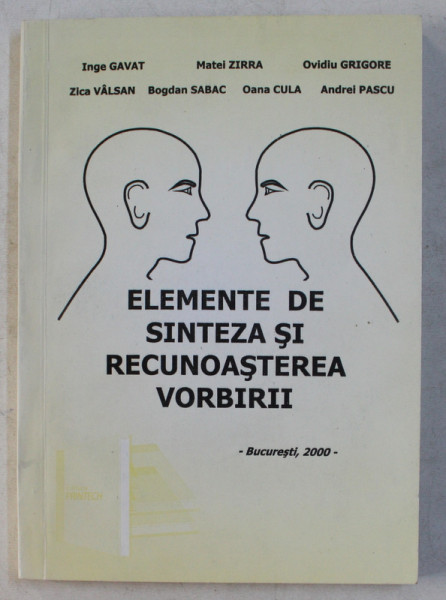 Inge GAVAT Matei ZIRRA Ovidiu GRIGORE
Zica VÂLSAN Bogdan SABAC Oana CULA Andrei PASCU
ELEMENTE DE
SINTEZA ŞI
RECUNOAŞTEREA
VORBIRII
- Bucureşti, 2000 -